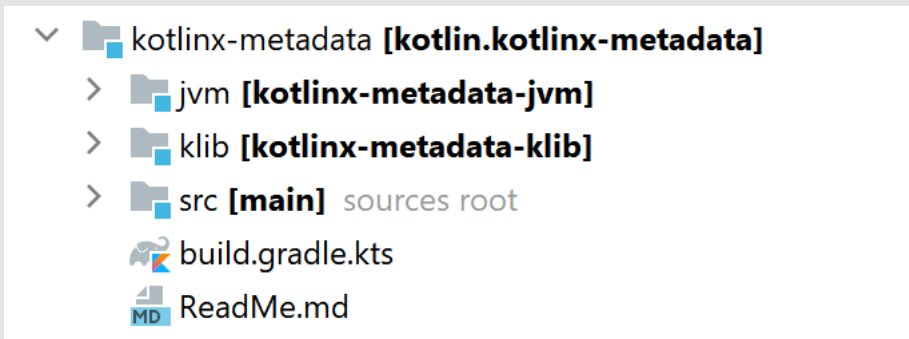 kotlinx-metadata [kotlin.kotlinx-metadata]
jvm [kotlinx-metadata-jvm]
klib [kotlinx-metadata-klib]
src [main] sources root
build.gradle.kts
MD ReadMe.md